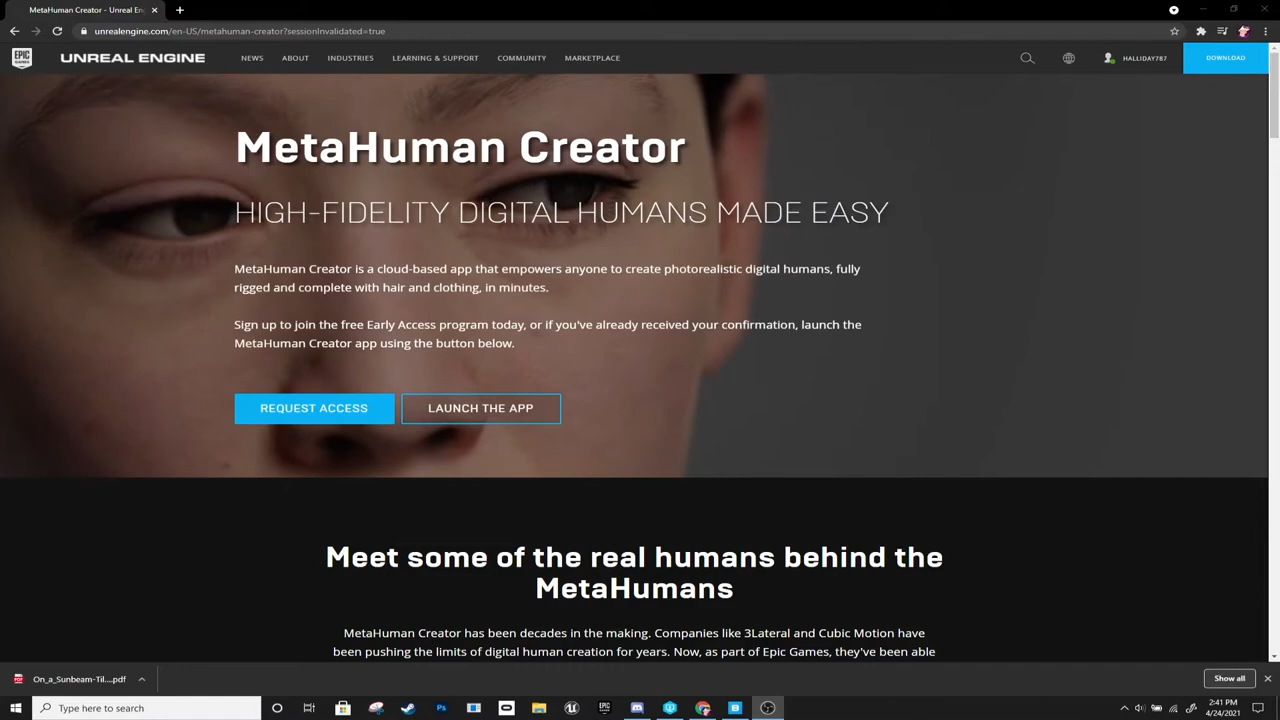 MetaHuman Creator - Unreal En
unrealengine.com/en-US/metahuman-creator?sessionInvalidated=true
EPIC GAMES
UNREAL ENGINE
NEWS
ABOUT
INDUSTRIES
LEARNING & SUPPORT
COMMUNITY
MARKETPLACE
HALLIDAY787
DOWNLOAD
MetaHuman Creator
HIGH-FIDELITY DIGITAL HUMANS MADE EASY
MetaHuman Creator is a cloud-based app that empowers anyone to create photorealistic digital humans, fully
rigged and complete with hair and clothing, in minutes.
Sign up to join the free Early Access program today, or if you've already received your confirmation, launch the
MetaHuman Creator app using the button below.
REQUEST ACCESS
LAUNCH THE APP
Meet some of the real humans behind the
MetaHumans
MetaHuman Creator has been decades in the making. Companies like 3Lateral and Cubic Motion have
been pushing the limits of digital human creation for years. Now, as part of Epic Games, they've been able
On_a_Sunbeam-Til....pdf
Show all
Type here to search
Ps
EPIC
2:41 PM
4/24/2021